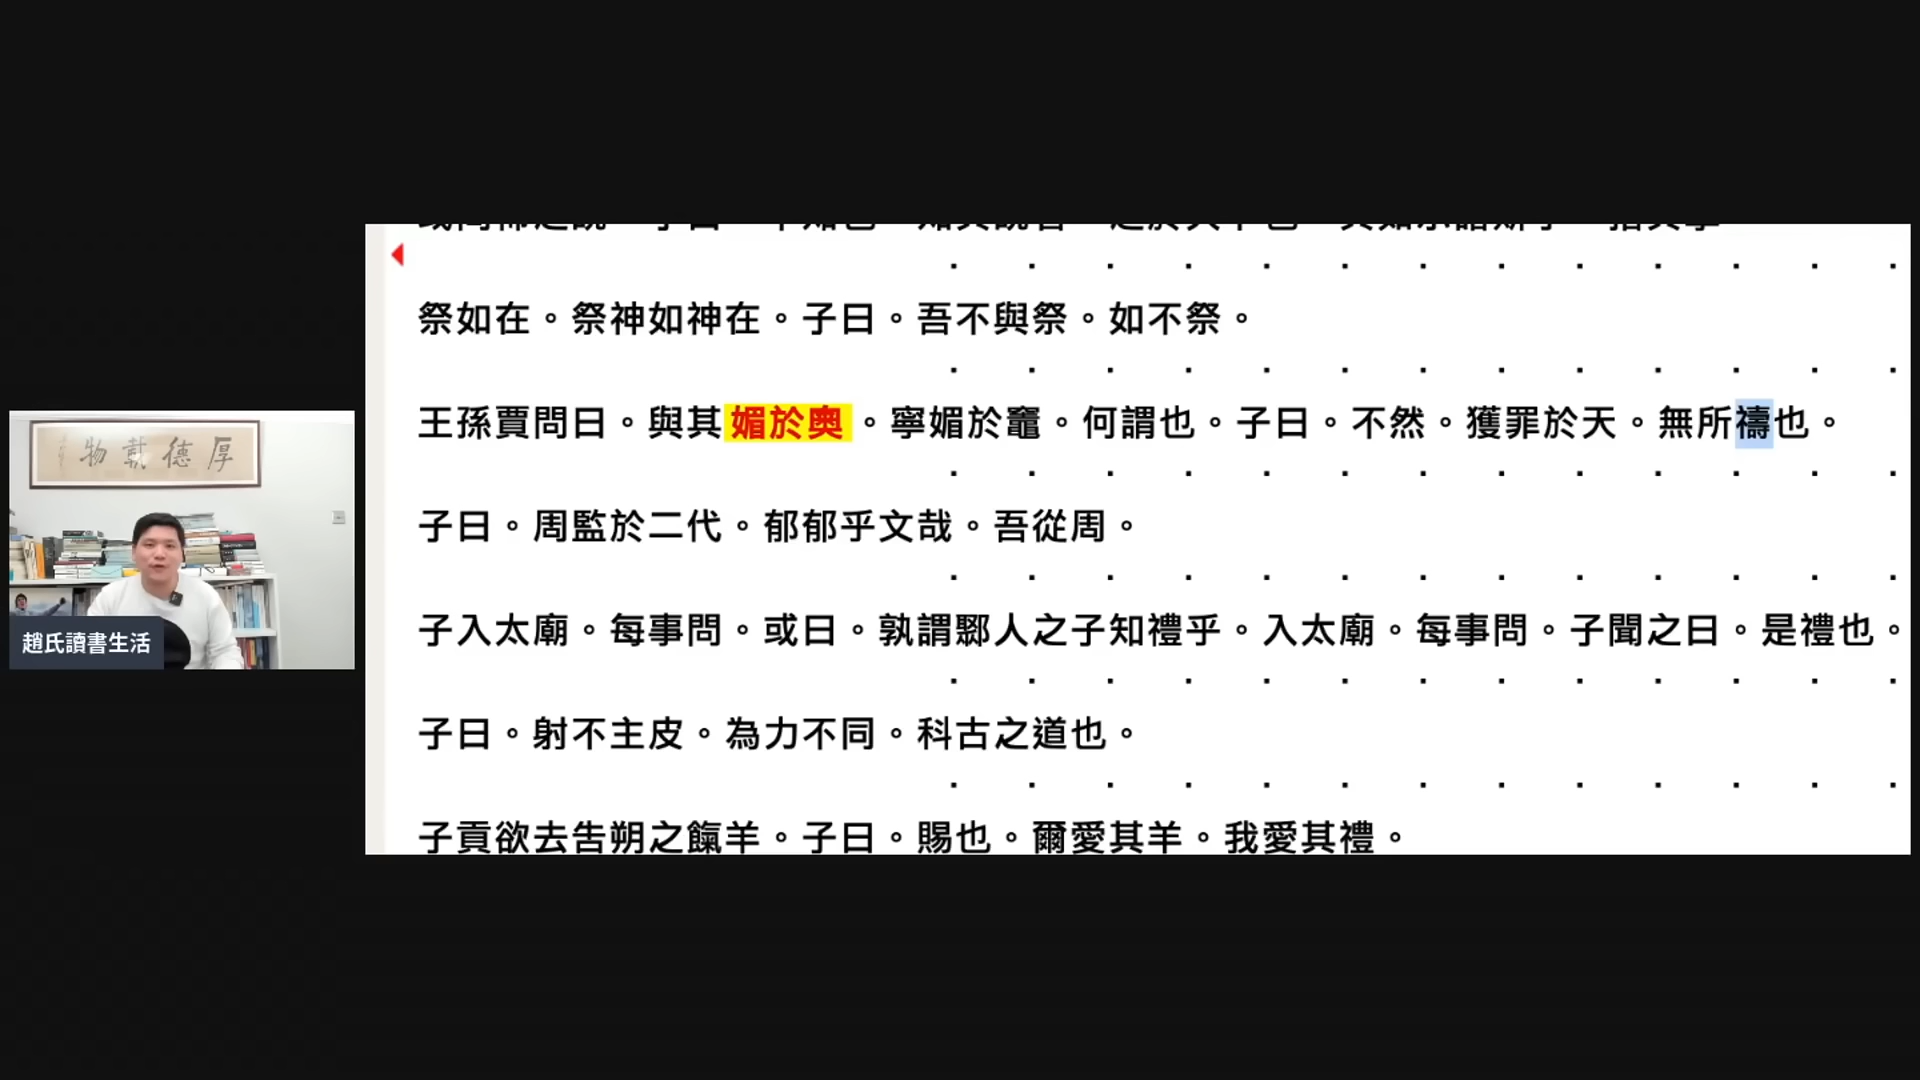 厚德載物
趙氏讀書生活
祭如在。祭神如神在。子曰。吾不與祭。如不祭。
王孫賈問曰。與其媚於奧。寧媚於竈。何謂也。子曰。不然。獲罪於天。無所禱也。
子曰。周監於二代。郁郁乎文哉。吾從周。
子入太廟。每事問。或曰。孰謂鄹人之子知禮乎。入太廟。每事問。子聞之曰。是禮也。
子曰。射不主皮。為力不同。科古之道也。
子貢欲去告朔之餼羊。子曰。賜也。爾愛其羊。我愛其禮。